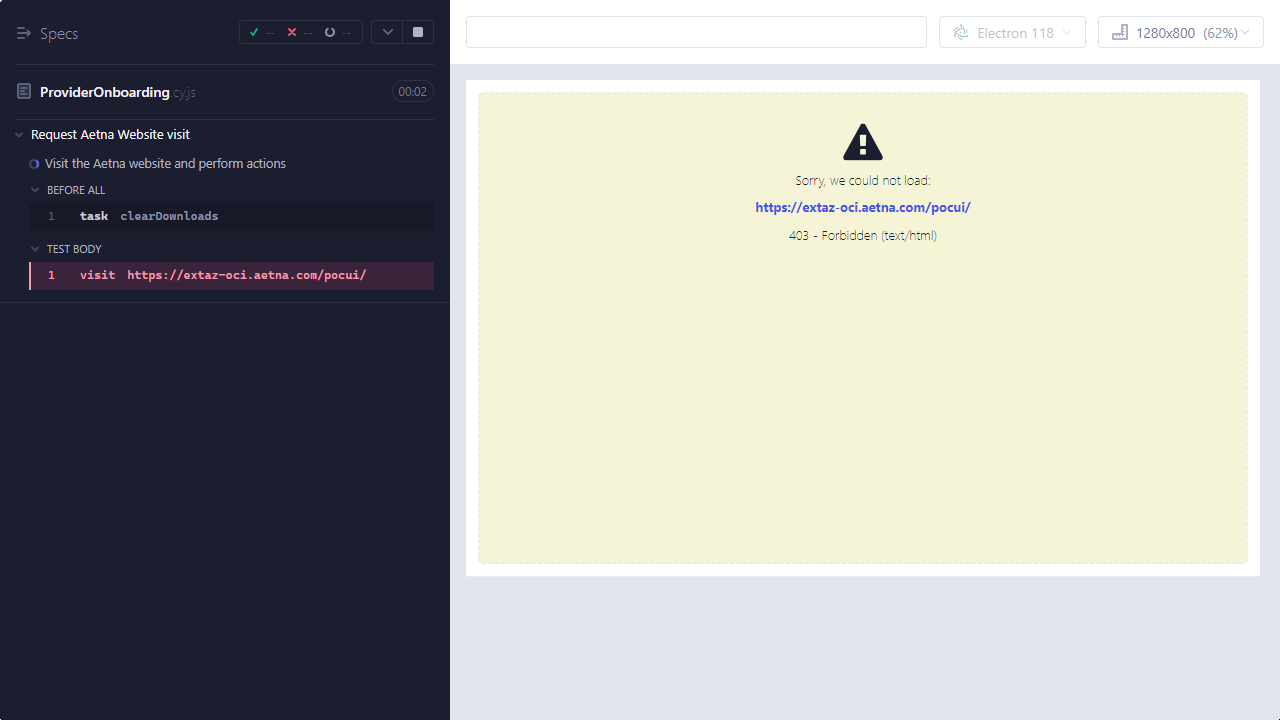 Specs
-- -- --
Electron 118
1280x800 (62%)
ProviderOnboarding.cy.js
00:02
Request Aetna Website visit
Visit the Aetna website and perform actions
BEFORE ALL
1 task clearDownloads
TEST BODY
1 visit https://extaz-oci.aetna.com/pocui/
Sorry, we could not load:
https://extaz-oci.aetna.com/pocui/
403 - Forbidden (text/html)